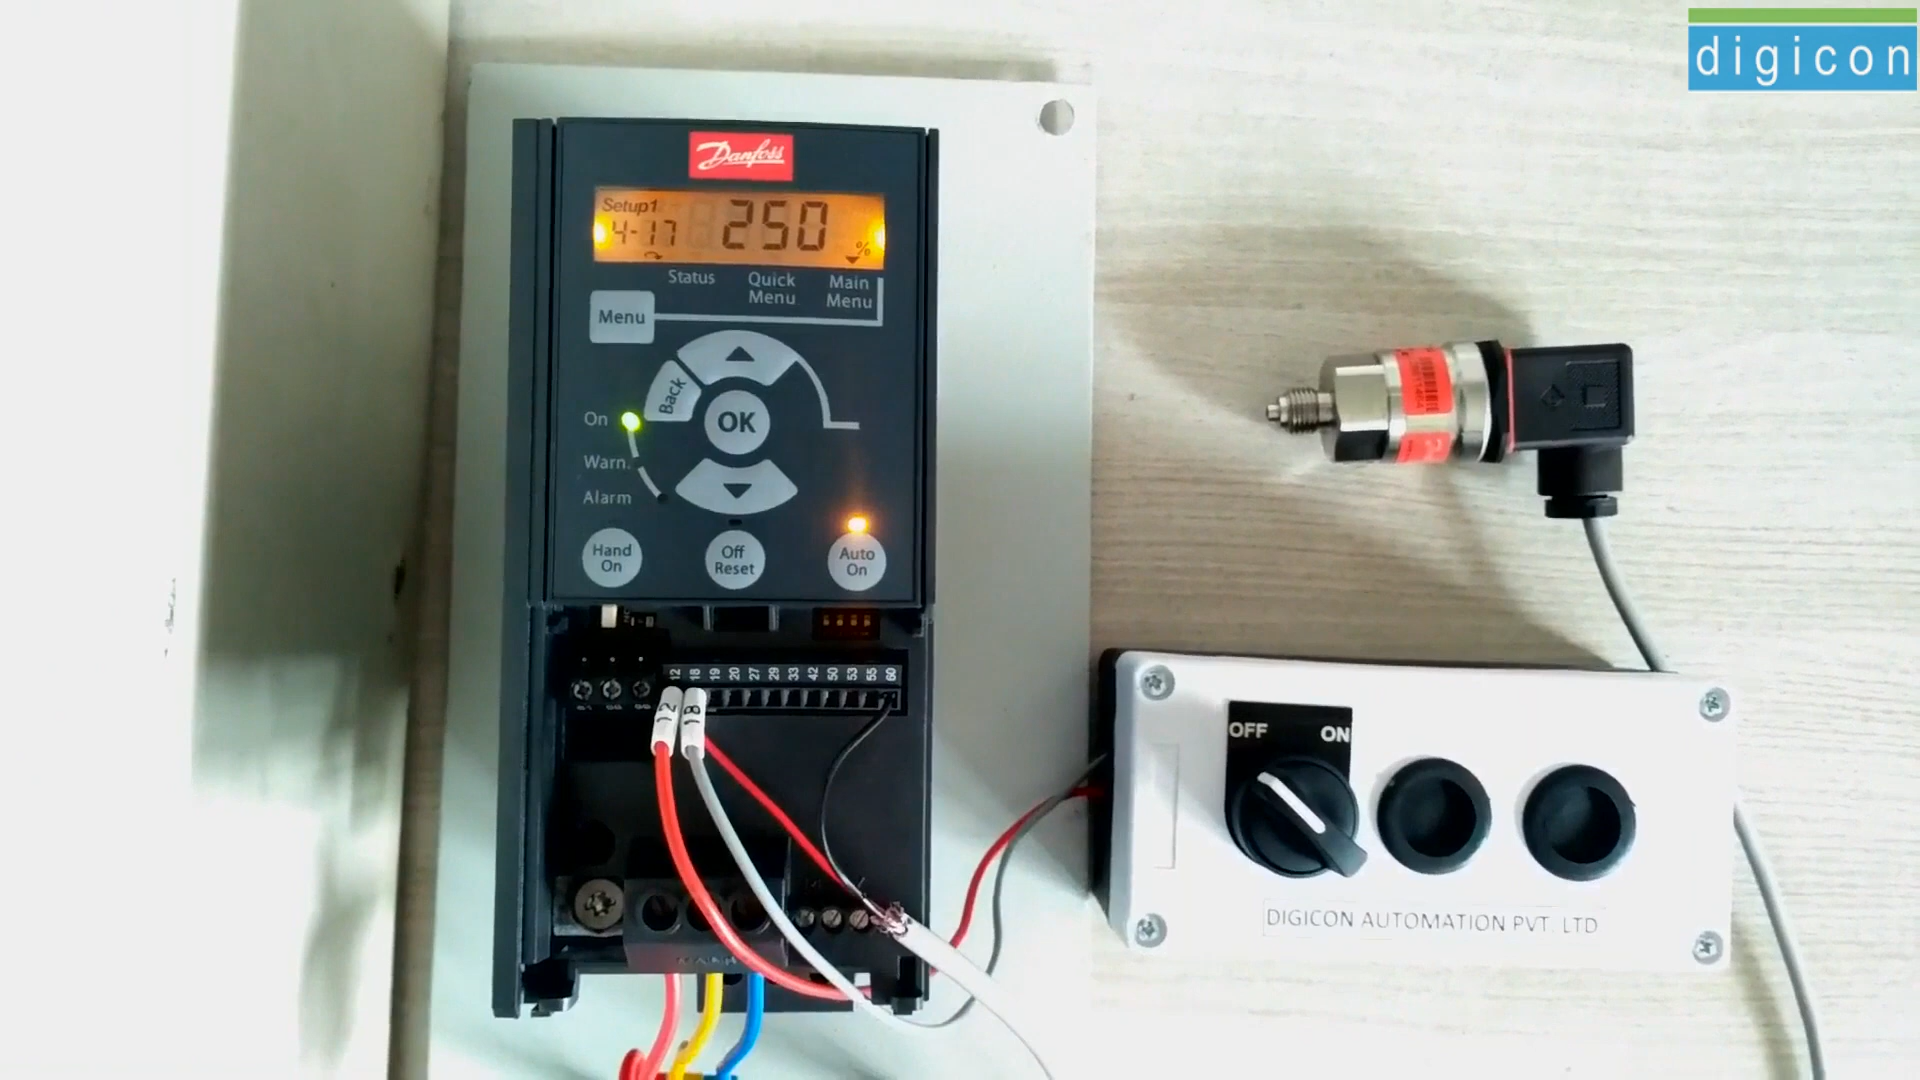 digicon
Danfoss
Setup1
4-17 250
%
Status Quick Menu Main Menu
Menu
Back
On
OK
Warn.
Alarm
Hand On
Off Reset
Auto On
12 18 19 20 27 29 33 42 50 53 55 60
12 18
OFF ON
DIGICON AUTOMATION PVT. LTD